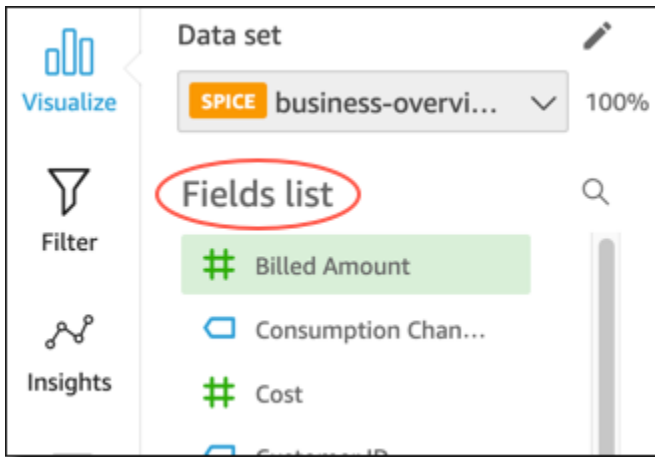 Data set
Visualize
SPICE business-overvi... 100%
Fields list
Filter
Billed Amount
Consumption Chan...
Insights
Cost